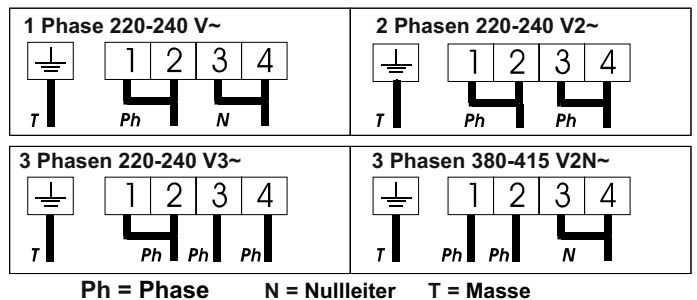 1 Phase 220-240 V~
1 2 3 4
T Ph N
2 Phasen 220-240 V2~
1 2 3 4
T Ph Ph
3 Phasen 220-240 V3~
1 2 3 4
T Ph Ph Ph
3 Phasen 380-415 V2N~
1 2 3 4
T Ph Ph N
Ph = Phase N = Nullleiter T = Masse